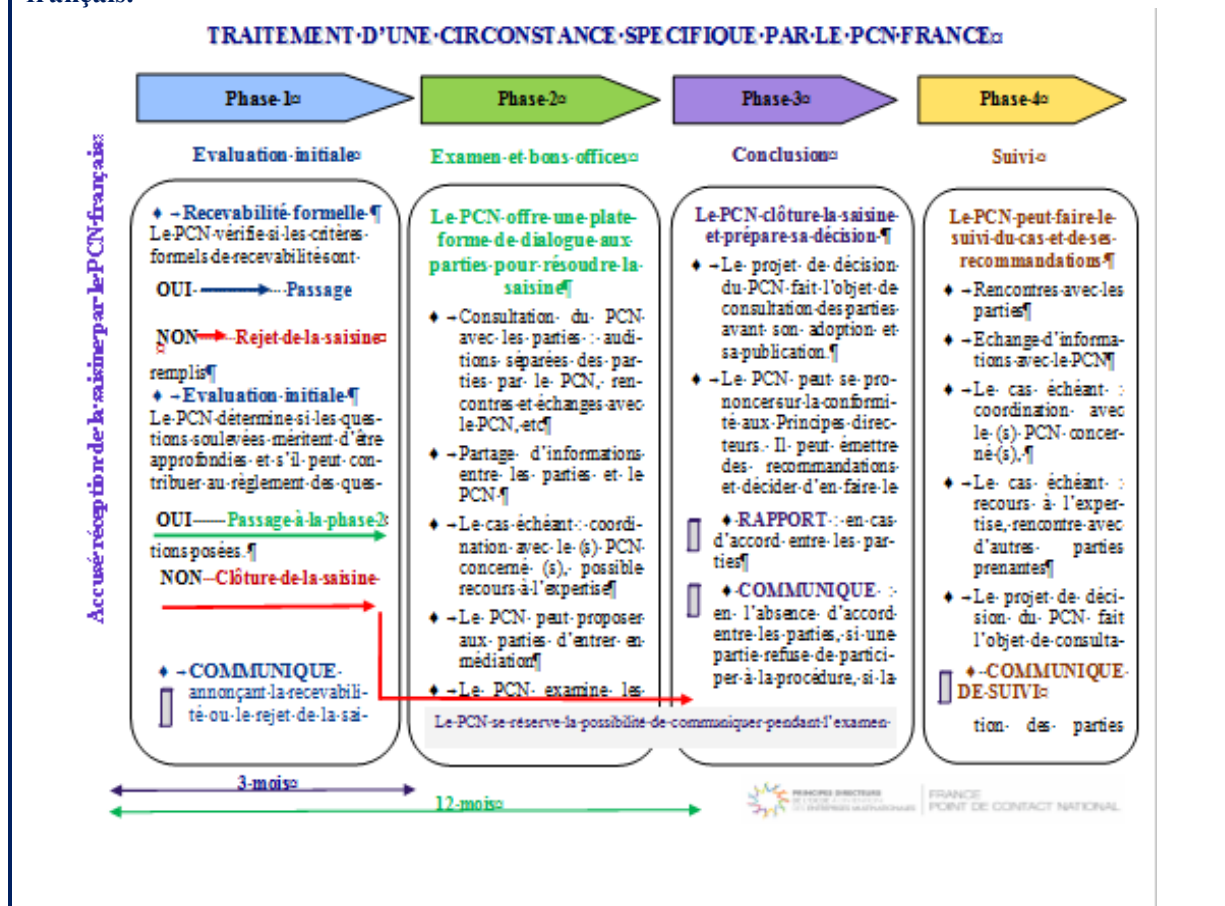 français.
TRAITEMENT·D’UNE·CIRCONSTANCE·SPECIFIQUE·PAR·LE·PCN·FRANCE¤
Accusé réception de la saisine par le PCN français¤
Phase·1¤
Evaluation·initiale¤
♦ →Recevabilité·formelle·¶
Le·PCN·vérifie·si·les·critères·
formels·de·recevabilité·sont·
OUI· ···Passage
NON ···Rejet·de·la·saisine¤
¤
remplis¶
♦ →Evaluation·initiale·¶
Le·PCN·détermine·si·les·ques-
tions·soulevées·méritent·d’être·
approfondies·et·s’il·peut·con-
tribuer·au·règlement·des·ques-
OUI·——Passage·à·la·phase·2¤
tions·posées.¶
NON·–Clôture·de·la·saisine·
♦ →COMMUNIQUE·
annonçant·la·recevabili-
té·ou·le·rejet·de·la·sai-
Phase·2¤
Examen·et·bons·offices¤
Le·PCN·offre·une·plate-
forme·de·dialogue·aux·
parties·pour·résoudre·la·
saisine¶
♦ →Consultation· du· PCN·
avec·les·parties·:·audi-
tions· séparées· des· par-
ties· par· le· PCN,· ren-
contres·et·échanges·avec·
le·PCN,·etc¶
♦ →Partage· d’informations·
entre· les· parties· et· le·
PCN·¶
♦ →Le·cas·échéant·:·coordi-
nation· avec· le· (s)· PCN·
concerné· (s),· possible·
recours·à·l’expertise¶
♦ →Le· PCN· peut· proposer·
aux· parties· d’entrer· en·
médiation¶
♦ →Le· PCN· examine· les·
Le·PCN·se·réserve·la·possibilité·de·communiquer·pendant·l’examen·
Phase·3¤
Conclusion¤
Le·PCN·clôture·la·saisine·
et·prépare·sa·décision·¶
♦ →Le· projet· de· décision·
du· PCN· fait· l’objet· de·
consultation·des·parties·
avant· son· adoption· et·
sa·publication.¶
♦ →Le· PCN· peut· se· pro-
noncer·sur·la·conformi-
té·aux·Principes·direc-
teurs.· Il· peut· émettre·
des· recommandations·
et·décider·d’en·faire·le·
♦·RAPPORT·:·en·cas·
d’accord·entre·les·par-
ties¶
♦·COMMUNIQUE· :·
en· l’absence· d’accord·
entre·les·parties,·si·une·
partie·refuse·de·partici-
per·à·la·procédure,·si·la·
Phase·4¤
Suivi·¤
Le·PCN·peut·faire·le·
suivi·du·cas·et·de·ses·
recommandations·¶
♦ →Rencontres·avec·les·
parties¶
♦ →Echange·d’informa-
tions·avec·le·PCN¶
♦ →Le· cas· échéant· :·
coordination· avec·
le· (s)· PCN· concer-
né·(s),·¶
♦ →Le· cas· échéant· :·
recours· à· l’exper-
tise,·rencontre·avec·
d’autres· parties·
prenantes¶
♦ →Le· projet· de· déci-
sion· du· PCN· fait·
l’objet·de·consulta-
♦·–COMMUNIQUE·
DE·SUIVI¤
tion· des· parties·
3·mois¤
12·mois¤
PRINCIPES DIRECTEURS
DE L'OCDE À L'INTENTION
DES ENTREPRISES MULTINATIONALES
FRANCE
POINT DE CONTACT NATIONAL